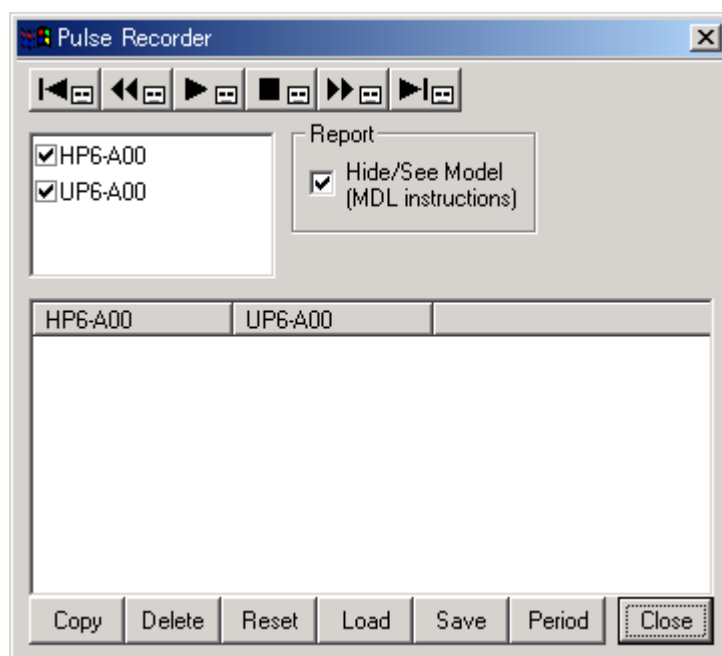 Pulse Recorder
HP6-A00
UP6-A00
Report
Hide/See Model
(MDL instructions)
HP6-A00 UP6-A00
Copy Delete Reset Load Save Period Close